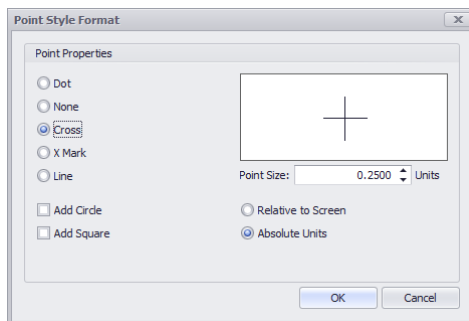 Point Style Format
Point Properties
Dot
None
Cross
X Mark
Line
Point Size: 0.2500 Units
Add Circle
Relative to Screen
Add Square
Absolute Units
OK
Cancel